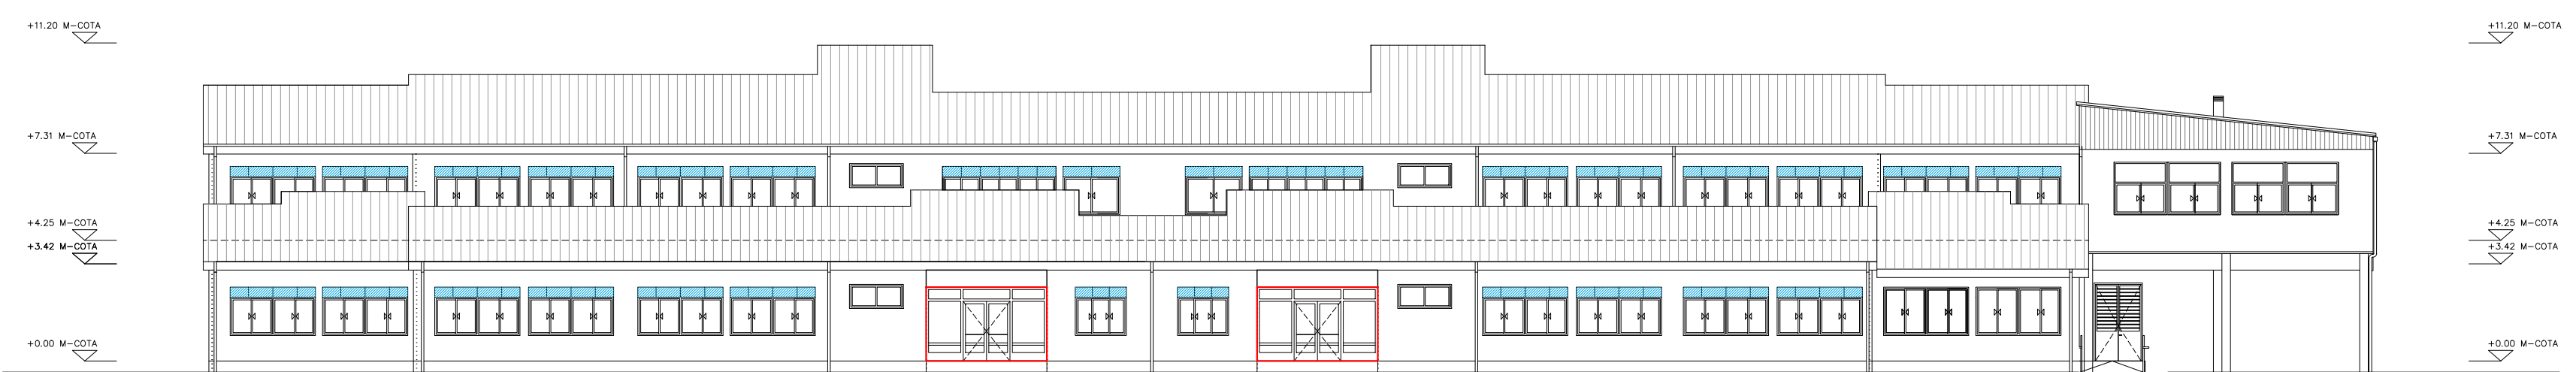 +11.20 M-COTA
+11.20 M-COTA
+7.31 M-COTA
+7.31 M-COTA
+4.25 M-COTA
+4.25 M-COTA
+3.42 M-COTA
+3.42 M-COTA
+0.00 M-COTA
+0.00 M-COTA